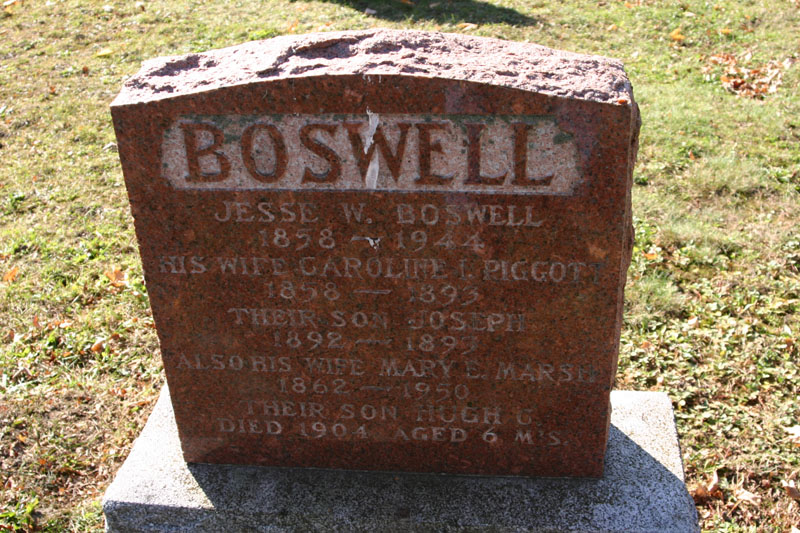 BOSWELL
JESSE W. BOSWELL
1858 – 1944
HIS WIFE CAROLINE I. PIGGOTT
1858 – 1893
THEIR SON JOSEPH
1892 – 1893
ALSO HIS WIFE MARY E. MARSH
1862 – 1950
THEIR SON HUGH G.
DIED 1904 AGED 6 M'S.